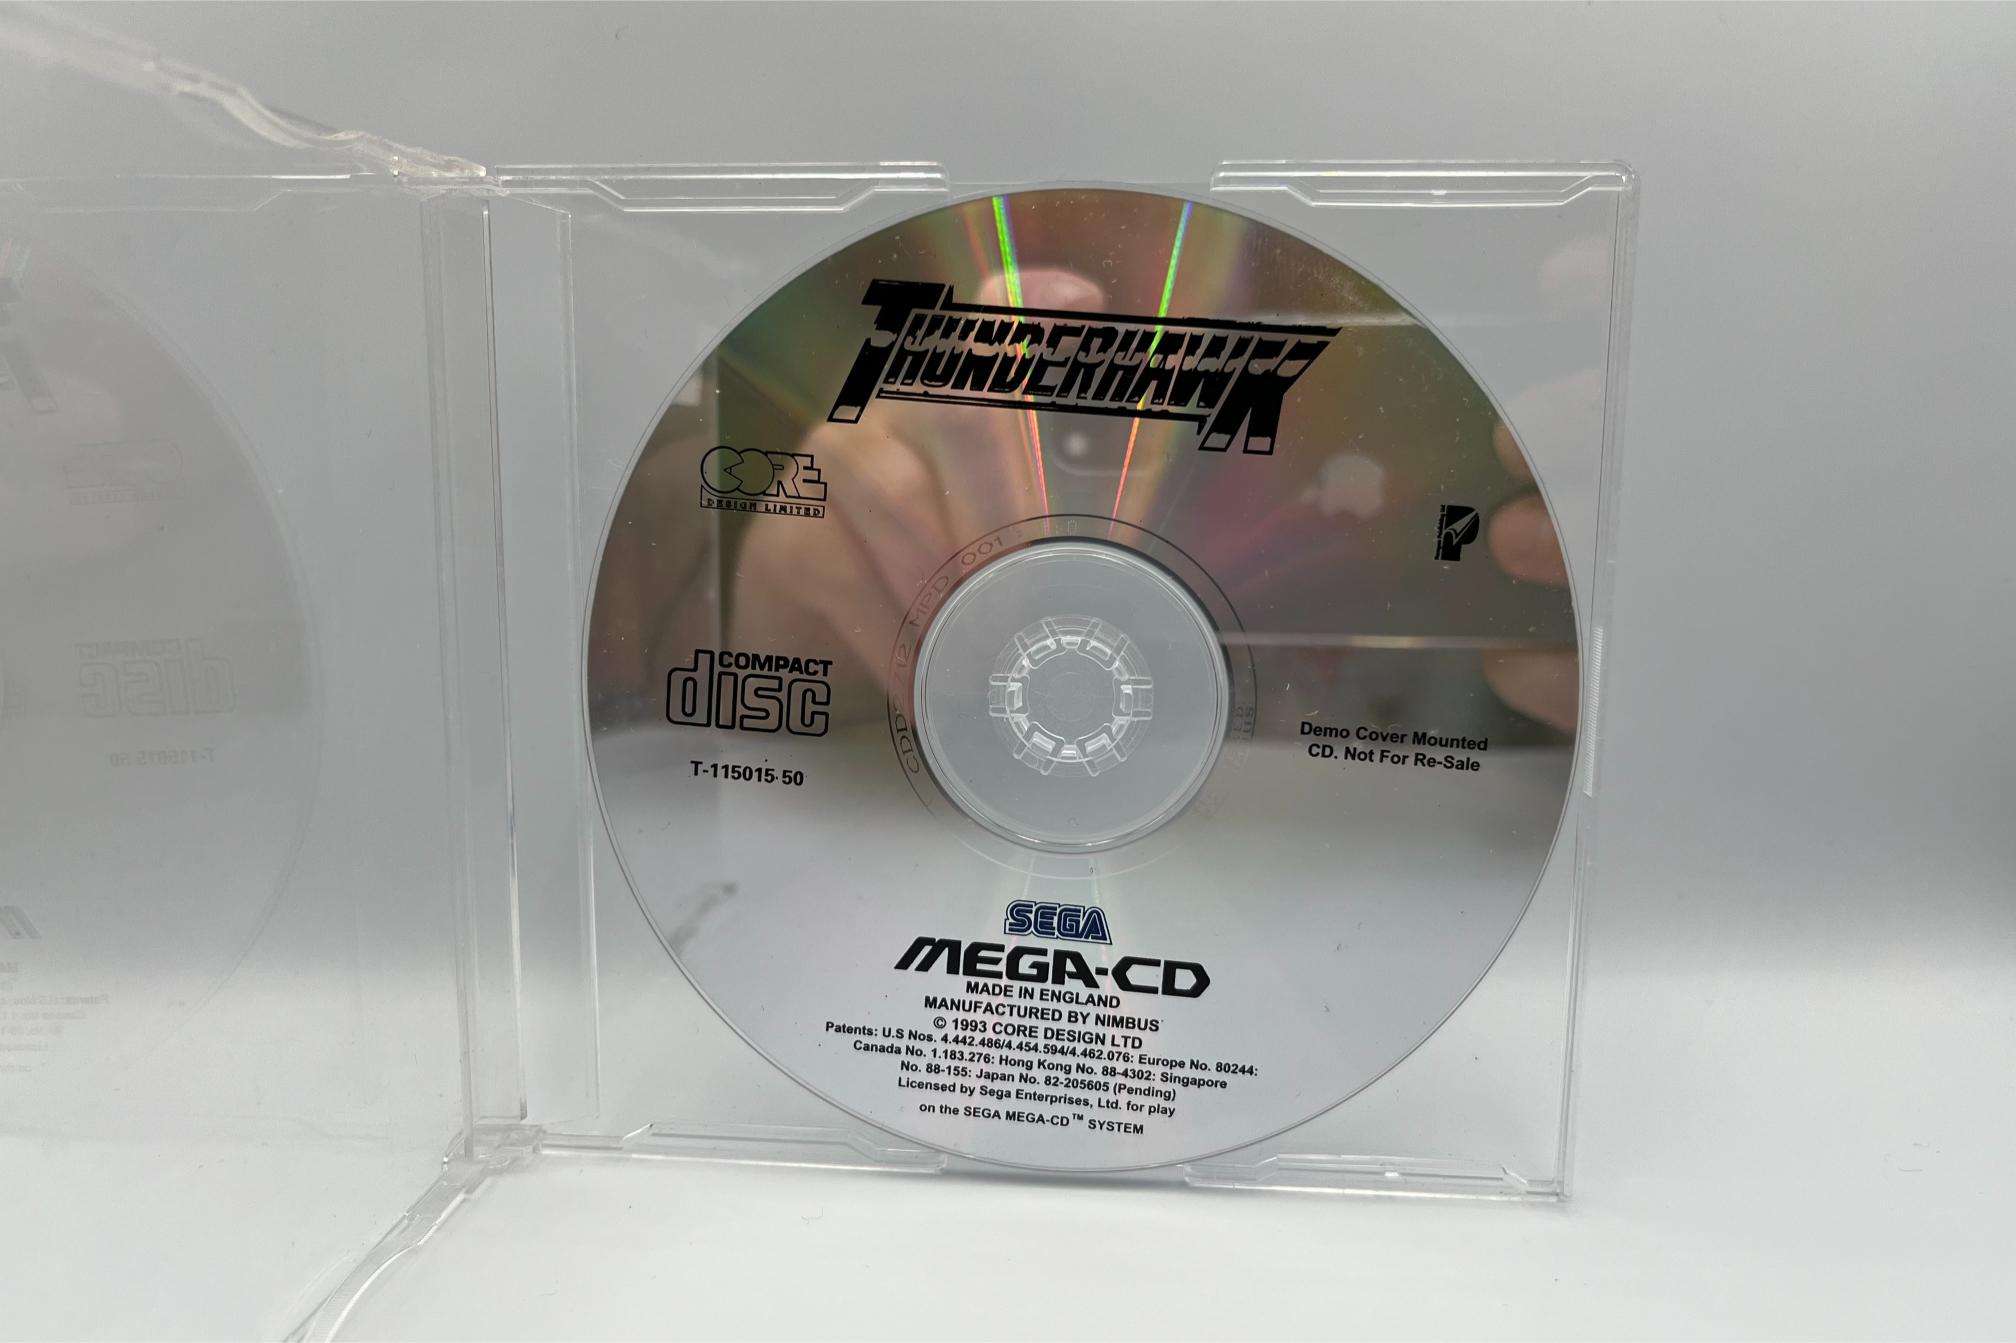 THUNDERHAWK
CORE
DESIGN LIMITED
COMPACT
disc
T-115015-50
Demo Cover Mounted
CD. Not For Re-Sale
SEGA
MEGA-CD
MADE IN ENGLAND
MANUFACTURED BY NIMBUS
© 1993 CORE DESIGN LTD
Patents: U.S Nos. 4.442.486/4.454.594/4.462.076: Europe No. 80244:
Canada No. 1.183.276: Hong Kong No. 88-4302: Singapore
No. 88-155: Japan No. 82-205605 (Pending)
Licensed by Sega Enterprises, Ltd. for play
on the SEGA MEGA-CD™ SYSTEM